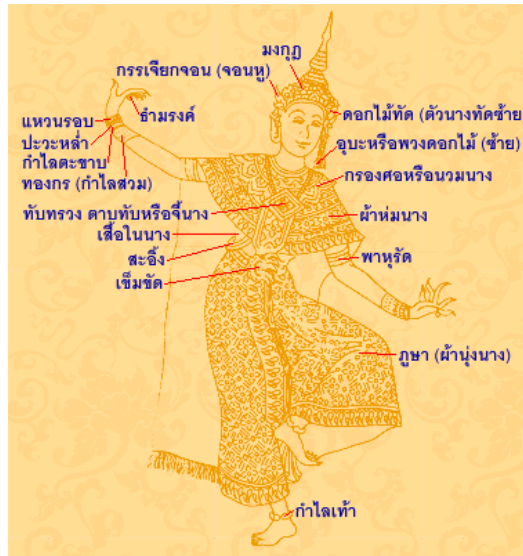 มงกุฎ
กรรเจียกจอน (จอนหู)
ธำมรงค์
แหวนรอบ
ปะวะหล่ำ
กำไลตะขาบ
ทองกร (กำไลสวม)
ดอกไม้ทัด (ตัวนางทัดซ้าย
อุบะหรือพวงดอกไม้ (ซ้าย)
กรองศอหรือนวมนาง
ทับทรวง ตาบทับหรือจี้นาง
ผ้าห่มนาง
เสื้อในนาง
สะอิ้ง
พาหุรัด
เข็มขัด
ภูษา (ผ้านุ่งนาง)
กำไลเท้า